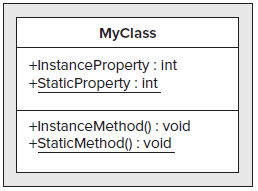 MyClass
+InstanceProperty : int
+StaticProperty : int
+InstanceMethod() : void
+StaticMethod() : void